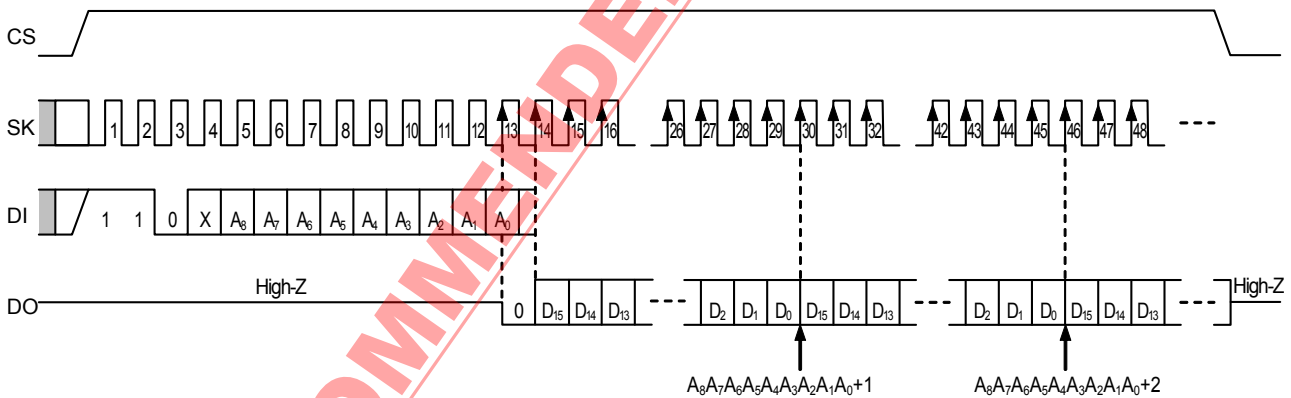 CS
SK 1 2 3 4 5 6 7 8 9 10 11 12 13 14 15 16 26 27 28 29 30 31 32 42 43 44 45 46 47 48
DI 1 1 0 X A8 A7 A6 A5 A4 A3 A2 A1 A0
High-Z High-Z
DO 0 D15 D14 D13 D2 D1 D0 D15 D14 D13 D2 D1 D0 D15 D14 D13
A8A7A6A5A4A3A2A1A0+1 A8A7A6A5A4A3A2A1A0+2
OMMENDE